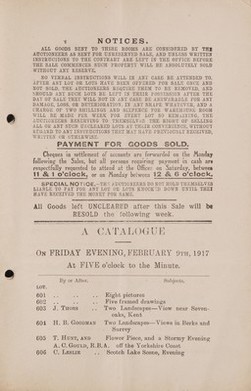 NOTICES.
ALL GOODS SENT TO THESE ROOMS ARE CONSIDERED BY THE
AUCTIONEERS AS SENT FOR UNRESERVED SALE, AND UNLESS WRITTEN
INSTRUCTIONS TO THE CONTRARY ARE LEFT IN THE OFFICE BEFORE
THE SALE COMMENCES SUCH PROPERTY WILL BE ABSOLUTELY SOLD
WITHOUT ANY RESERVE.
NO VERBAL INSTRUCTIONS WILL IN ANY CASE BE ATTENDED TO.
AFTER ANY LOT OR LOTS HAVE BEEN OFFERED FOR SALE ONCE AND
NOT SOLD, THE AUCTIONEERS REQUIRE THEM TO BE REMOVED, AND
SHOULD ANY SUCH LOTS BE LEFT IN THEIR POSSESSION AFTER THE
DAY OF SALE THEY WILL NOT IN ANY CASE BE ANSWERABLE FOR ANY
DAMAGE, LOSS, OR DETERIORATION, IN ANY SHAPE WHATEVER, AND A
CHARGE OF TWO SHILLINGS AND SIXPENCE FOR WAREHOUSE ROOM
WILL BE MADE PER WEEK FOR EVERY LOT SO REMAINING, THE
AUCTIONEERS RESERVING TO THEMSELVES THE RIGHT OF SELLING
ALL OR ANY SUCH UNCLEARED LOTS AT THEIR CONVENIENCE, WITHOUT
REGARD TO ANY INSTRUCTIONS THEY MAY HAVE PREVIOUSLY RECEIVED,
WRITTEN OR OTHERWISE.
PAYMENT FOR GOODS SOLD.
Cheques in settlement of accounts are forwarded on the Monday
following the Sales, but all persons requiring payment in cash are
respectfully requested to attend at the Offices on Saturday, between
11 & 1 o'clock, or on Monday between 12 & 6 o'clock.
SPECIAL NOTICE.—THE AUCTIONEERS DO NOT HOLD THEMSELVES
LIABLE TO PAY FOR ANY LOT OR LOTS KNOCK'D DOWN UNTIL THEY
HAVE RECEIVED THE MONEY FOR SAME.
All Goods left UNCLEARED after this Sale will be
RESOLD the following week.
A CATALOGUE
On FRIDAY EVENING, FEBRUARY 9TH, 1917
At FIVE o'clock to the Minute.
By or After. Subjects.
LOT.
601 .. .. .. Eight pictures
602 .. .. .. Five framed drawings
603 J. Thors .. Two Landscapes—View near Seven-
oaks, Kent
604 H. B. Goodman Two Landscapes—Views in Bucks and
Surrey
605 T. Hunt, and Flower Piece, and a Stormy Evening
A. C. Gould, R.B.A. off the Yorkshire Coast
606 C. Leslie .. Scotch Lake Scene, Evening